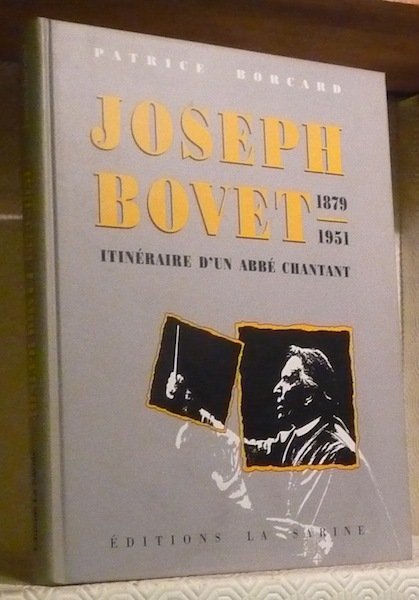 PATRICE BORCARD
JOSEPH
BOVET
1879
1951
ITINÉRAIRE D'UN ABBÉ CHANTANT
ÉDITIONS LA SARINE